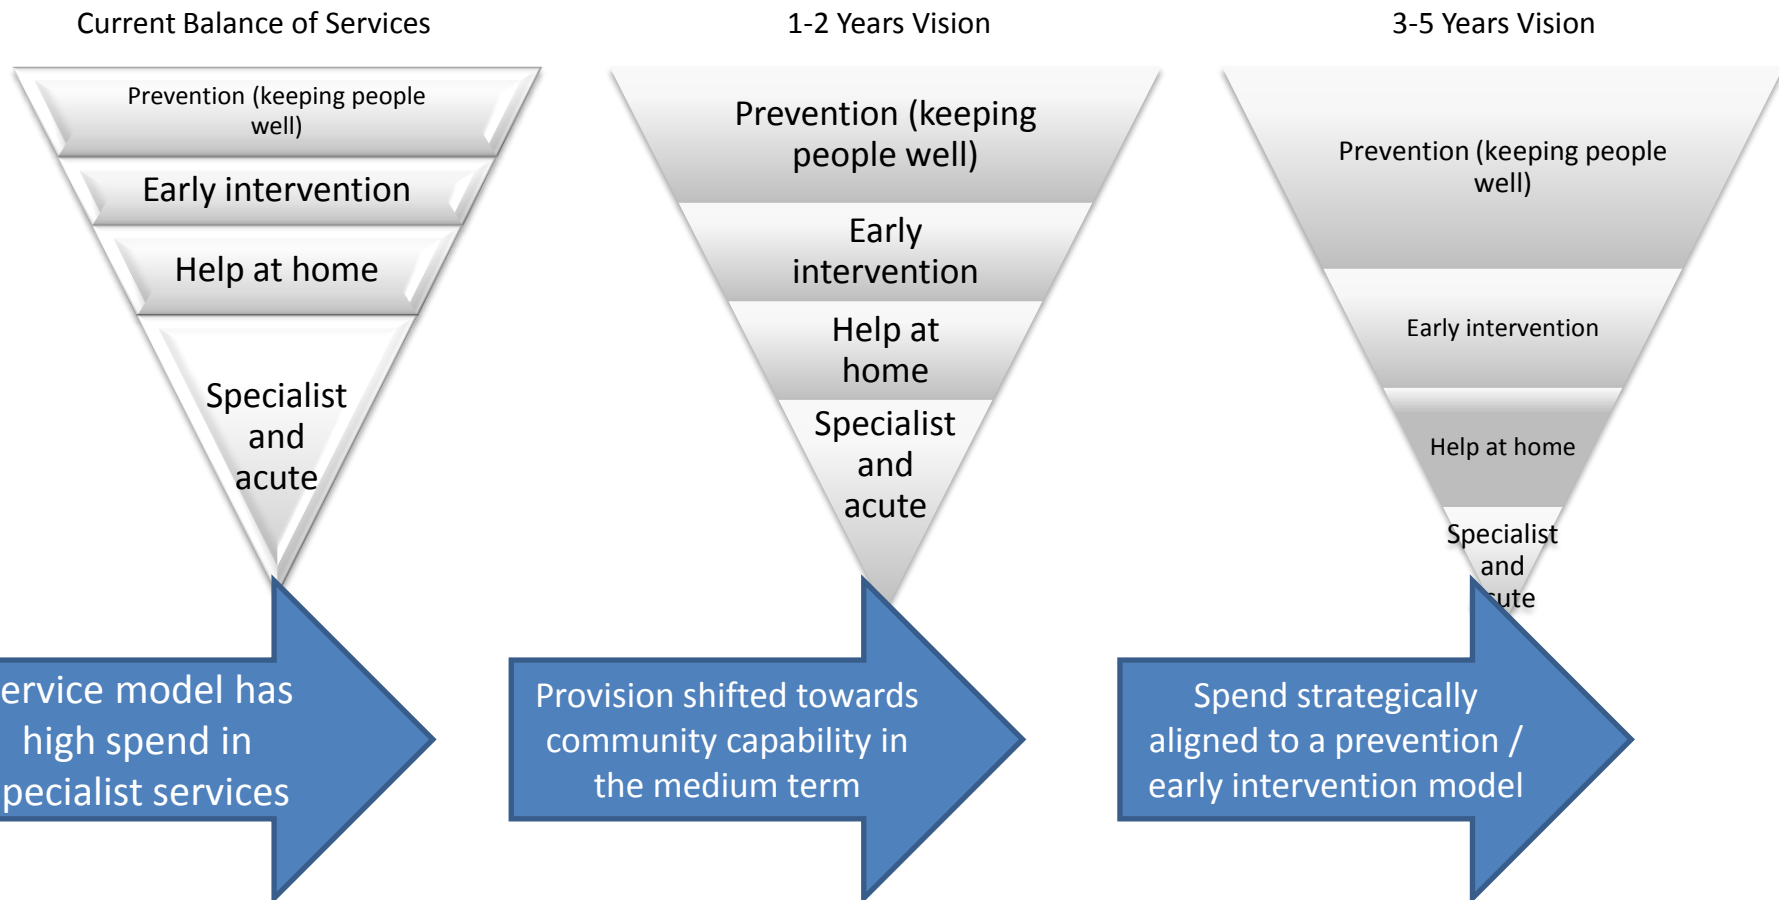 Current Balance of Services
Prevention (keeping people
well)
Early intervention
Help at home
Specialist
and
acute
ervice model has
high spend in
pecialist services
1-2 Years Vision
Prevention (keeping
people well)
Early
intervention
Help at
home
Specialist
and
acute
Provision shifted towards
community capability in
the medium term
3-5 Years Vision
Prevention (keeping people
well)
Early intervention
Help at home
Specialist
and
cute
Spend strategically
aligned to a prevention /
early intervention model